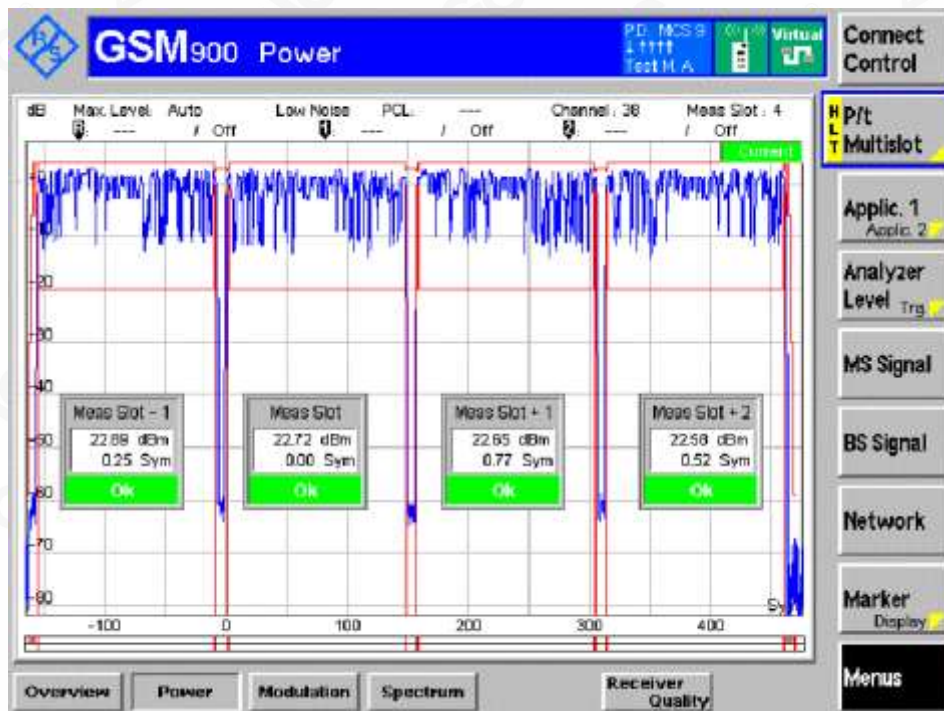 R S
GSM900 Power
PD: MCS 9
Test M. A
Virtual
Connect Control
dB Max. Level: Auto Low Noise PCL: --- Channel: 38 Meas Slot: 4
--- / Off 1 --- / Off 2 --- / Off
Current
-20
-30
-40
-50
-60
-70
-80
Meas Slot - 1
22.89 dBm
0.25 Sym
Ok
Meas Slot
22.72 dBm
0.00 Sym
Ok
Meas Slot + 1
22.65 dBm
0.77 Sym
Ok
Meas Slot + 2
22.58 dBm
0.52 Sym
Ok
-100 0 100 200 300 400
H L T
P/t Multislot
Applic. 1
Applic. 2
Analyzer Level Trg
MS Signal
BS Signal
Network
Marker
Display
Menus
Overview Power Modulation Spectrum Receiver Quality